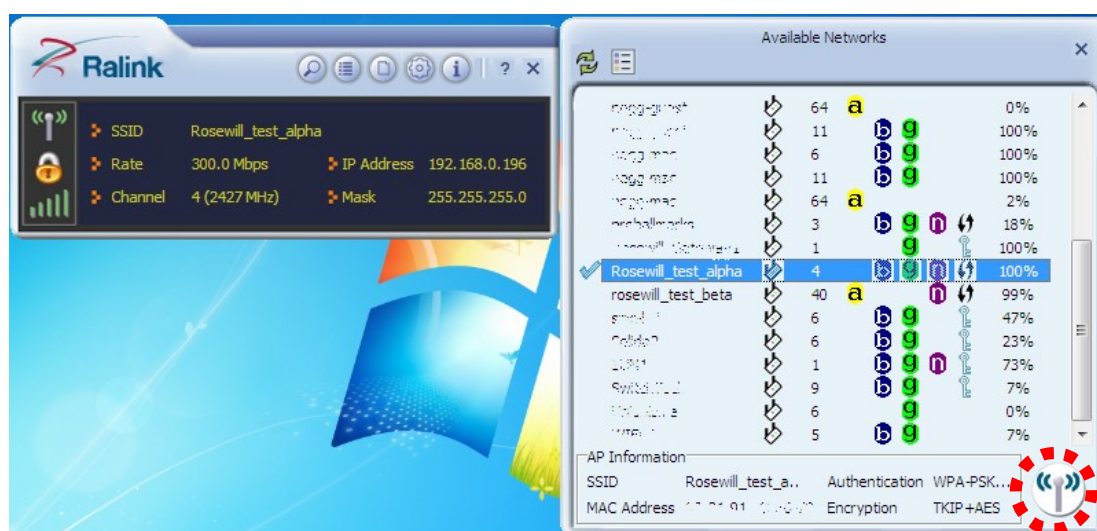 Ralink
? ×
SSID Rosewill_test_alpha
Rate 300.0 Mbps IP Address 192.168.0.196
Channel 4 (2427 MHz) Mask 255.255.255.0
Available Networks
×
64 a 0%
11 b g 100%
6 b g 100%
11 b g 100%
64 a 2%
3 b g n 18%
1 g 100%
Rosewill_test_alpha 4 b g n 100%
rosewill_test_beta 40 a n 99%
6 b g 47%
6 b g 23%
1 b g n 73%
9 b g 7%
6 g 0%
5 b g 7%
AP Information
SSID Rosewill_test_a.. Authentication WPA-PSK...
MAC Address Encryption TKIP+AES